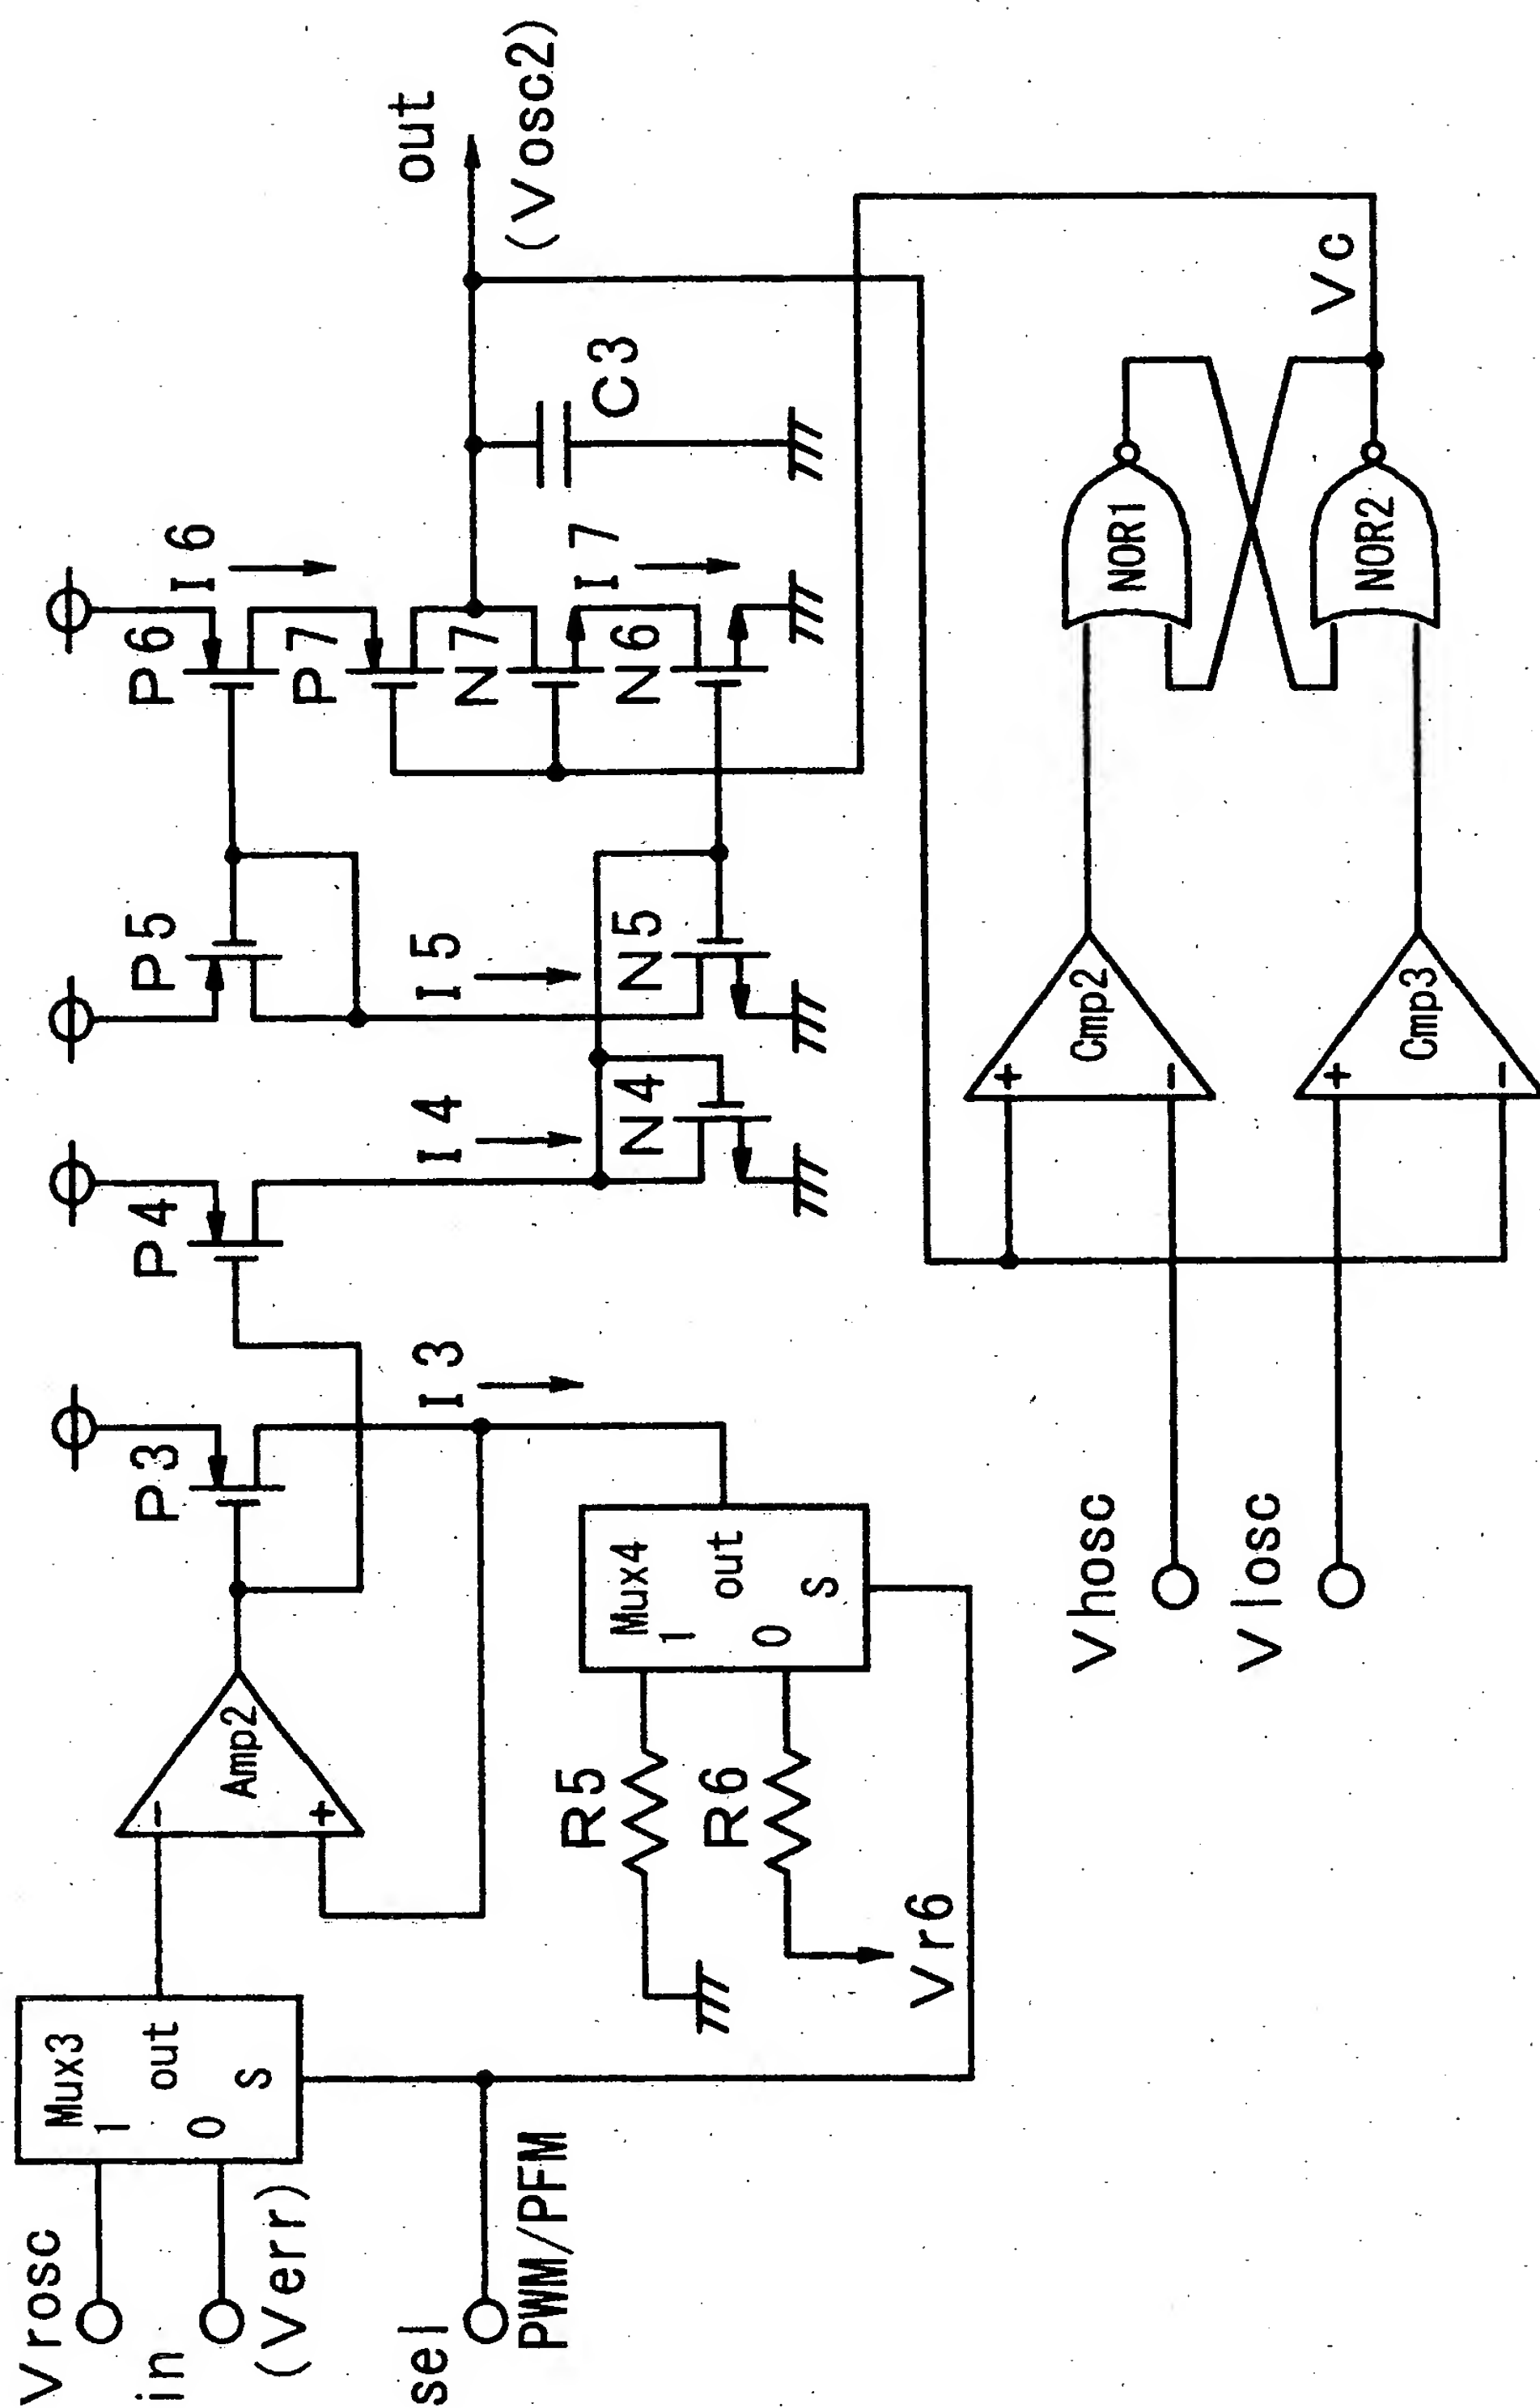 Vrosc
in
(Verr)
sel
PWM/PFM
Mux3
1
out
0
S
Amp2
-
+
R5
R6
Vr6
Mux4
1
out
0
S
P3
I3
P4
I4
N4
P5
I5
N5
P6
I6
P7
N7
I7
N6
C3
out
(Vosc2)
Vhosc
Vlosc
+
Cmp2
-
+
Cmp3
-
NOR1
NOR2
Vc